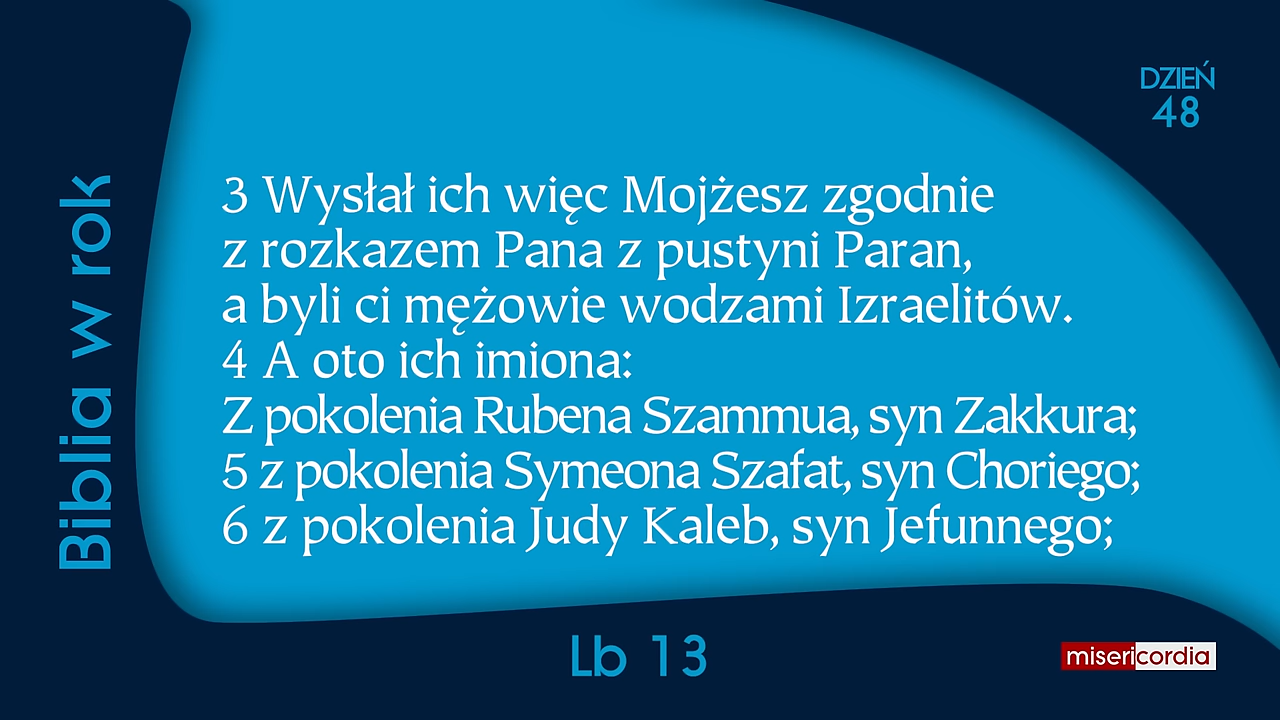 DZIEŃ
48
Biblia w rok
3 Wysłał ich więc Mojżesz zgodnie
z rozkazem Pana z pustyni Paran,
a byli ci mężowie wodzami Izraelitów.
4 A oto ich imiona:
Z pokolenia Rubena Szammua, syn Zakkura;
5 z pokolenia Symeona Szafat, syn Choriego;
6 z pokolenia Judy Kaleb, syn Jefunnego;
Lb 13
misericordia